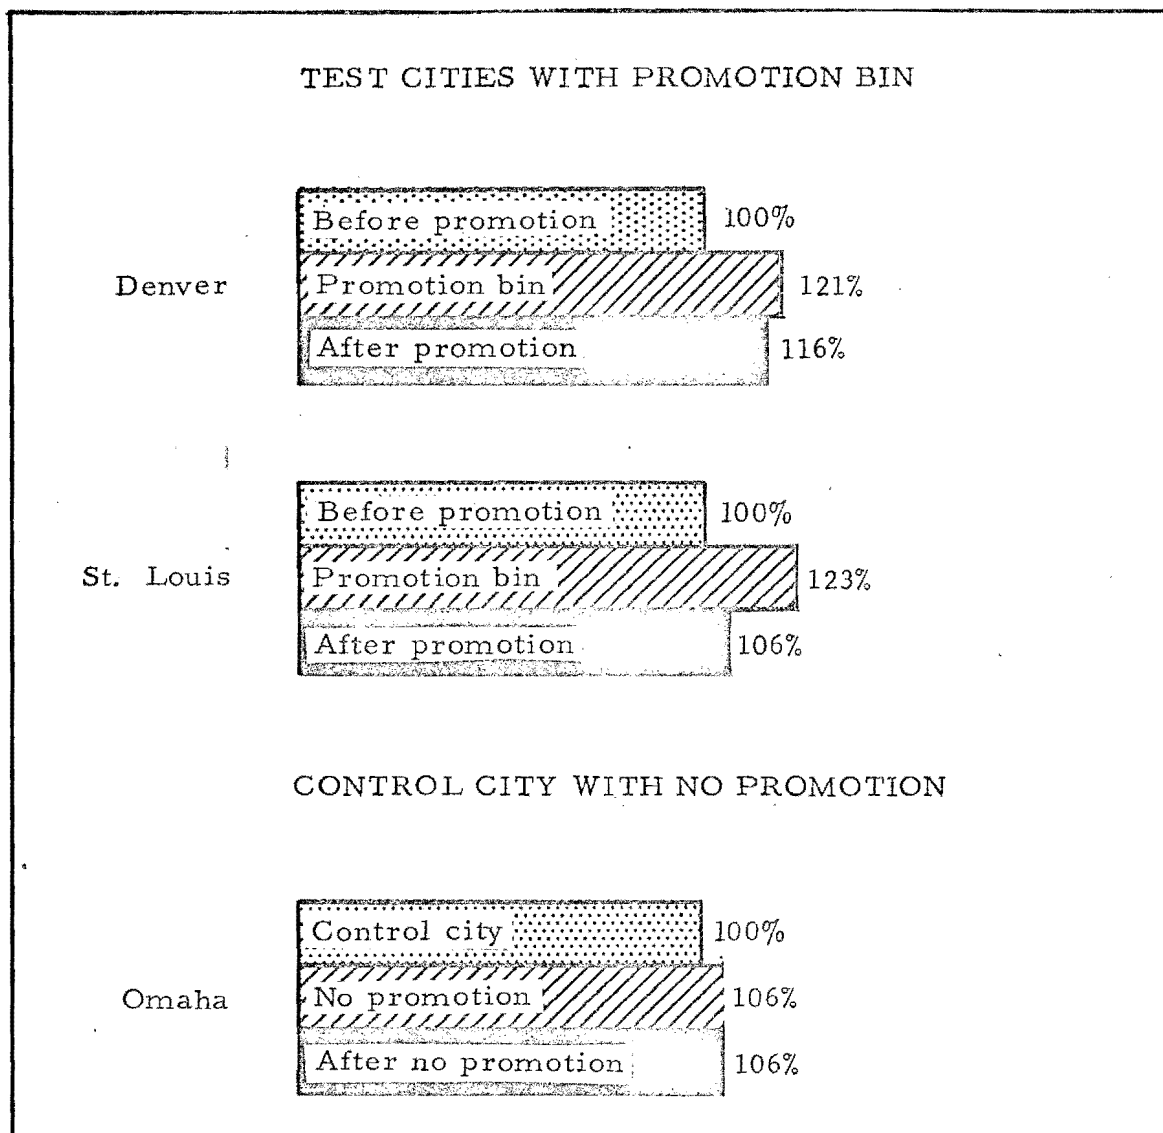 TEST CITIES WITH PROMOTION BIN
Before promotion 100%
Denver Promotion bin 121%
After promotion 116%
Before promotion 100%
St. Louis Promotion bin 123%
After promotion 106%
CONTROL CITY WITH NO PROMOTION
Control city 100%
Omaha No promotion 106%
After no promotion 106%